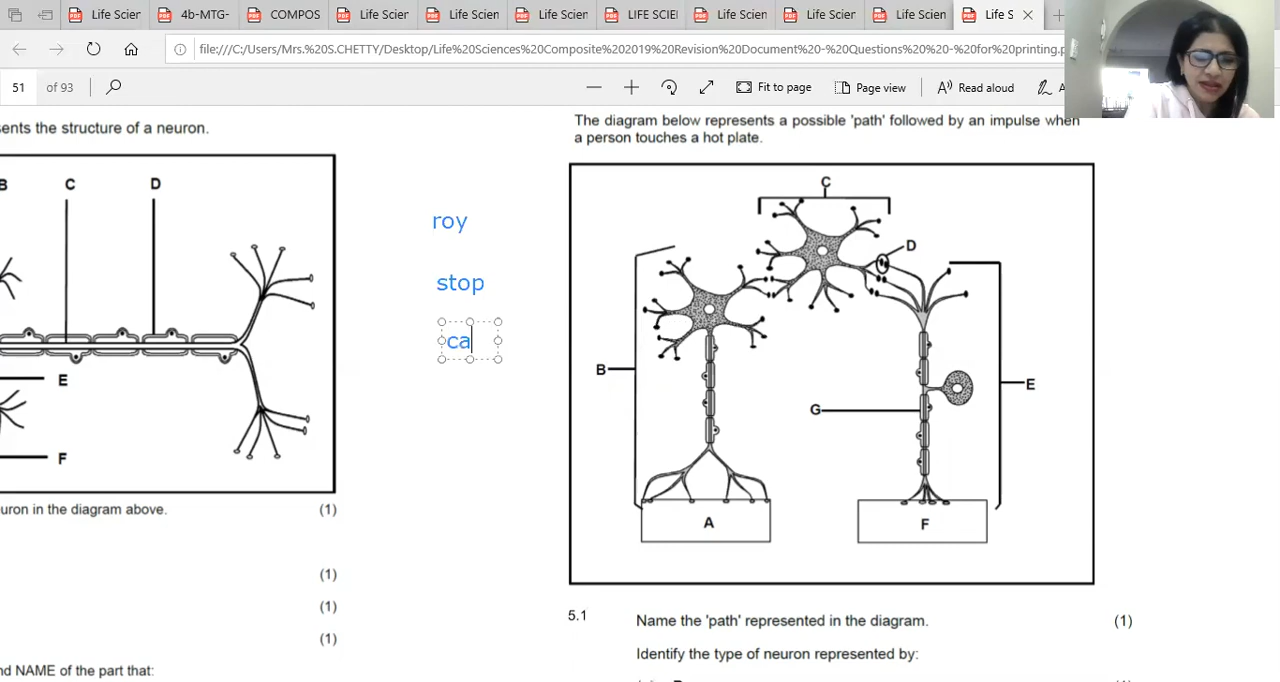 Life Scien
4b-MTG-
COMPOS
Life Scien
Life Scien
Life Scien
LIFE SCIEI
Life Scien
Life Scien
Life Scien
Life S
file:///C:/Users/Mrs.%20S.CHETTY/Desktop/Life%20Sciences%20Composite%202019%20Revision%20Document%20-%20Questions%20%20-%20for%20printing.p
51 of 93
Fit to page
Page view
Read aloud
ents the structure of a neuron.
B
C
D
E
F
uron in the diagram above. (1)
(1)
(1)
(1)
nd NAME of the part that:
roy
stop
ca
The diagram below represents a possible 'path' followed by an impulse when
a person touches a hot plate.
C
D
B
E
G
A
F
5.1 Name the 'path' represented in the diagram. (1)
Identify the type of neuron represented by: